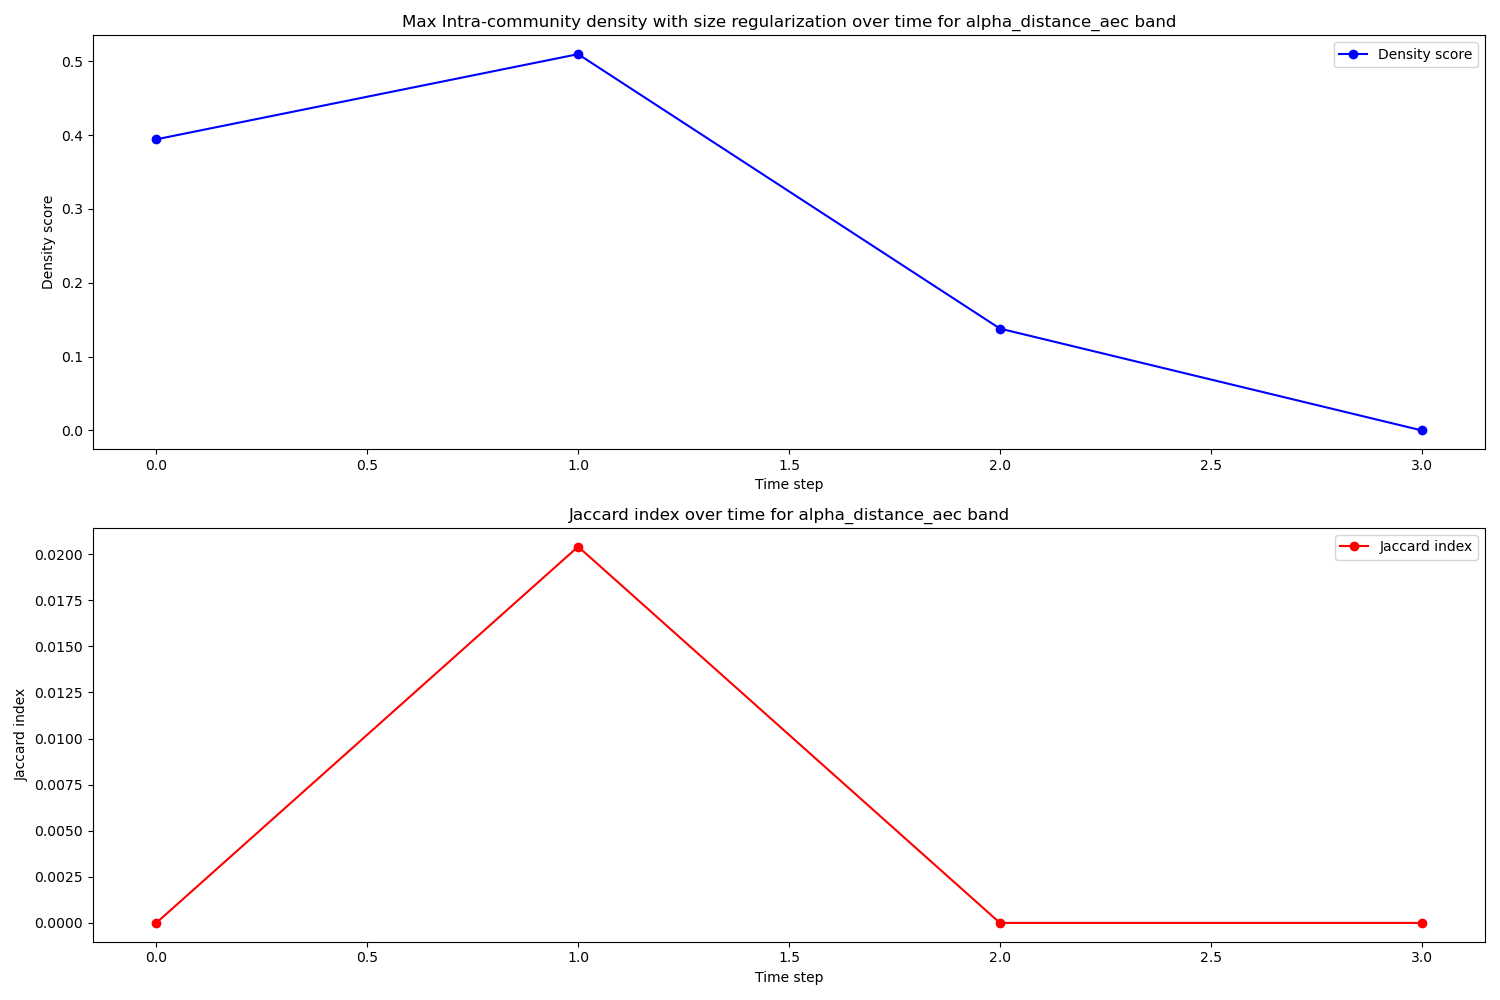 Max Intra-community density with size regularization over time for alpha_distance_aec band
Density score
0.5
0.4
0.3
0.2
0.1
0.0
Density score
0.0 0.5 1.0 1.5 2.0 2.5 3.0
Time step
Jaccard index over time for alpha_distance_aec band
Jaccard index
0.0200
0.0175
0.0150
0.0125
0.0100
0.0075
0.0050
0.0025
0.0000
Jaccard index
0.0 0.5 1.0 1.5 2.0 2.5 3.0
Time step